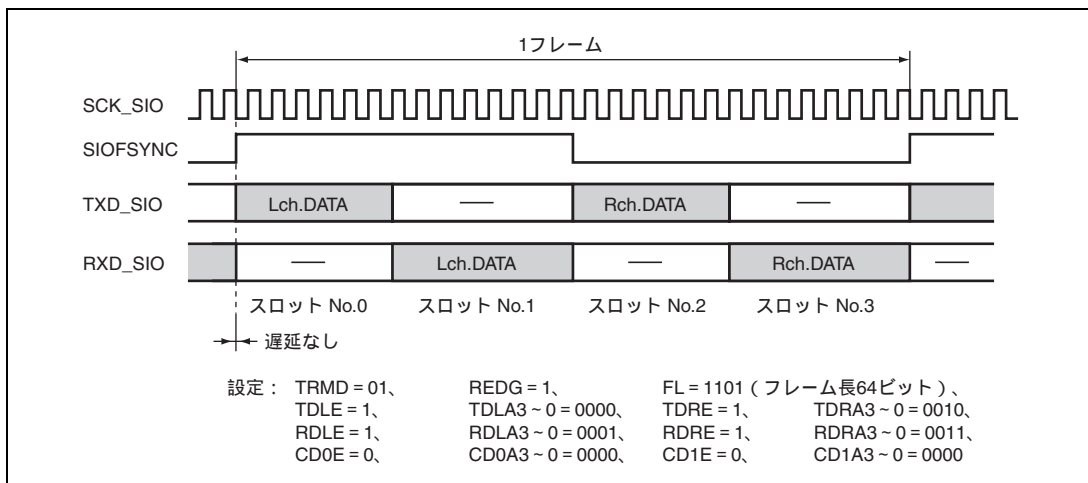 1フレーム
SCK_SIO
SIOFSYNC
TXD_SIO Lch.DATA — Rch.DATA —
RXD_SIO — Lch.DATA — Rch.DATA —
スロット No.0 スロット No.1 スロット No.2 スロット No.3
遅延なし
設定： TRMD = 01、 REDG = 1、 FL = 1101（フレーム長64ビット）、
TDLE = 1、 TDLA3 ~ 0 = 0000、 TDRE = 1、 TDRA3 ~ 0 = 0010、
RDLE = 1、 RDLA3 ~ 0 = 0001、 RDRE = 1、 RDRA3 ~ 0 = 0011、
CD0E = 0、 CD0A3 ~ 0 = 0000、 CD1E = 0、 CD1A3 ~ 0 = 0000